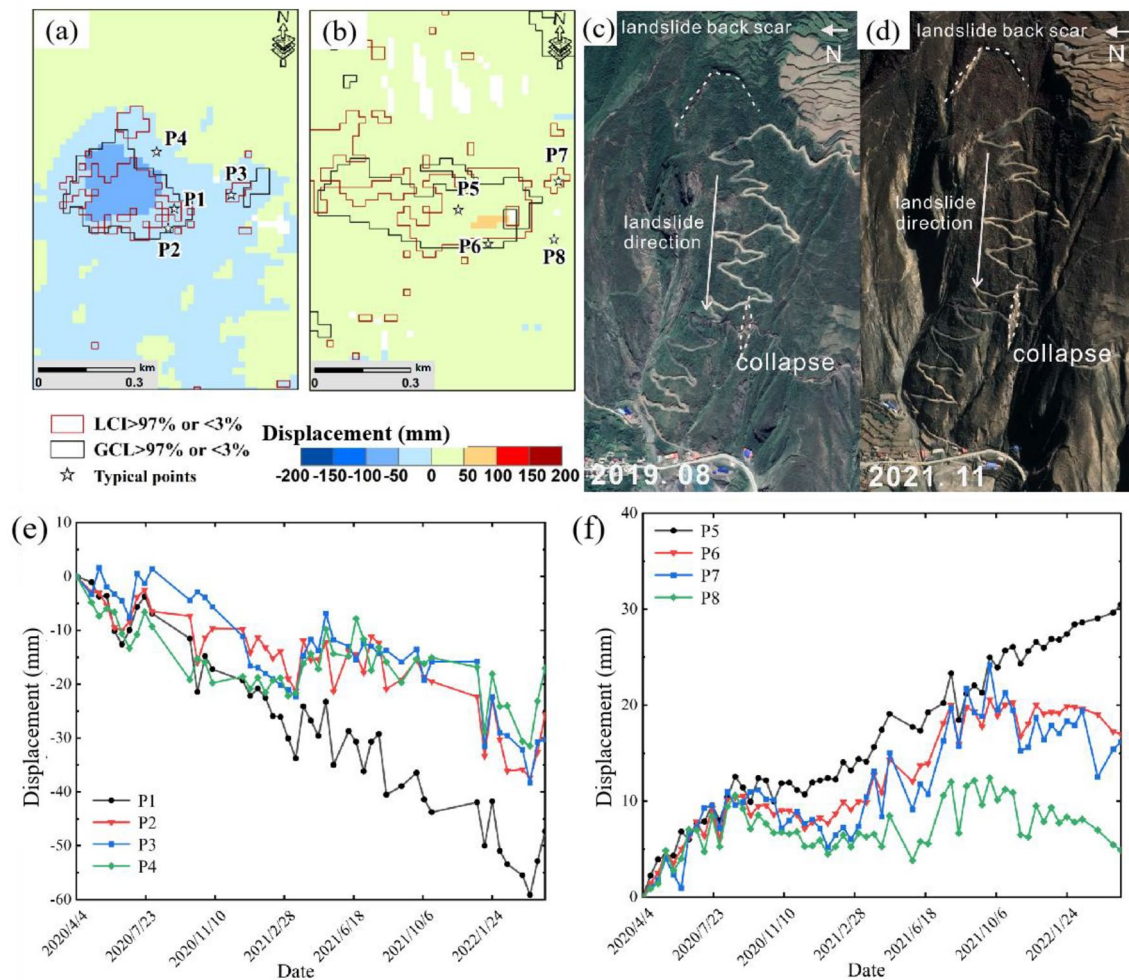 (a)
N
P4
P3
P1
P2
km
0
0.3
(b)
N
P7
P5
P6
P8
km
0
0.3
(c)
landslide back scar
N
landslide
direction
collapse
2019. 08
(d)
landslide back scar
N
landslide
direction
collapse
2021. 11
LCI>97% or <3%
GCL>97% or <3%
Typical points
Displacement (mm)
-200 -150 -100 -50 0 50 100 150 200
(e)
10
0
-10
-20
-30
-40
-50
-60
Displacement (mm)
P1
P2
P3
P4
2020/4/4
2020/7/23
2020/11/10
2021/2/28
2021/6/18
2021/10/6
2022/1/24
Date
(f)
40
30
20
10
0
Displacement (mm)
P5
P6
P7
P8
2020/4/4
2020/7/23
2020/11/10
2021/2/28
2021/6/18
2021/10/6
2022/1/24
Date